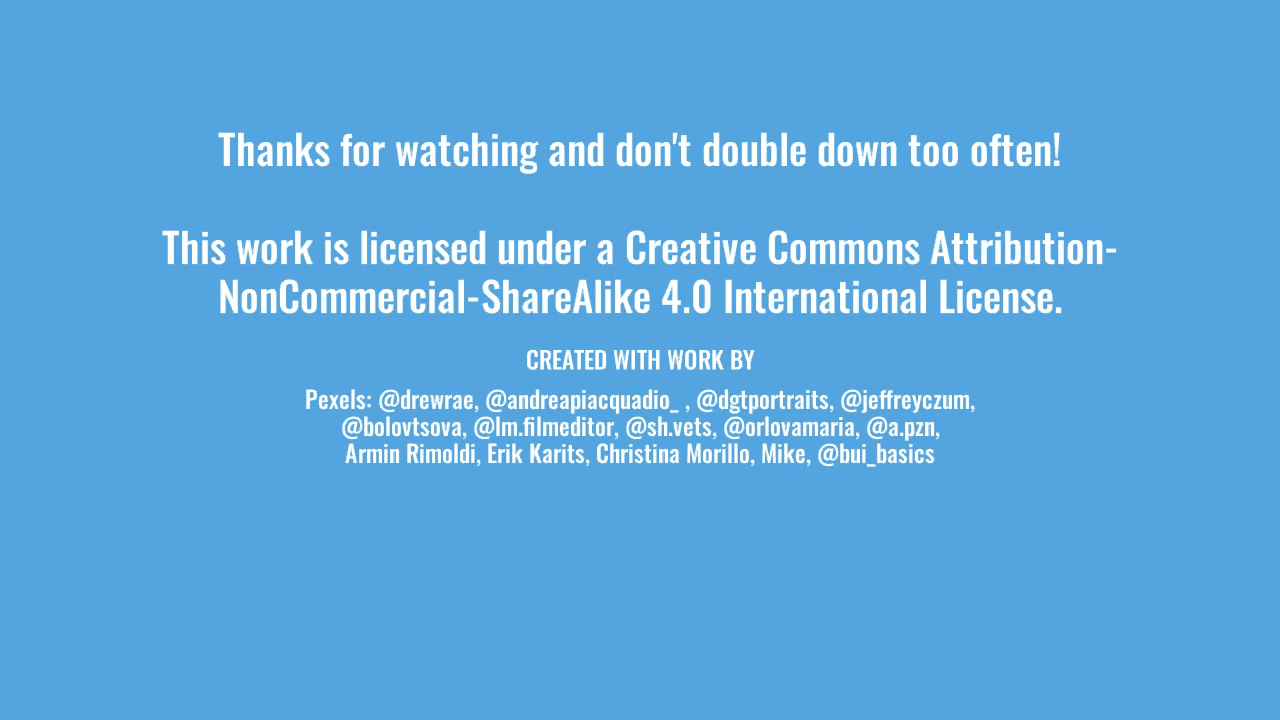 Thanks for watching and don't double down too often!
This work is licensed under a Creative Commons Attribution-
NonCommercial-ShareAlike 4.0 International License.
CREATED WITH WORK BY
Pexels: @drewrae, @andreapiacquadio_ , @dgtportraits, @jeffreyczum,
@bolovtsova, @lm.filmeditor, @sh.vets, @orlovamaria, @a.pzn,
Armin Rimoldi, Erik Karits, Christina Morillo, Mike, @bui_basics